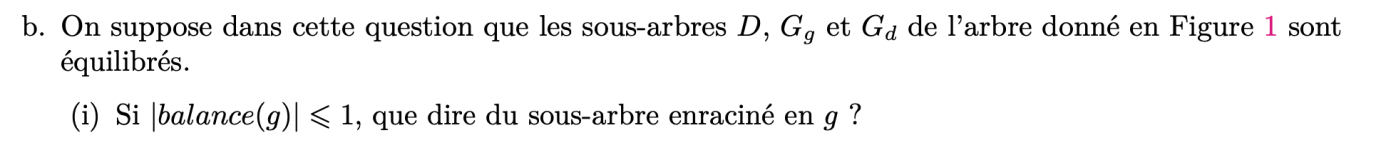 b. On suppose dans cette question que les sous-arbres D, G_g et G_d de l'arbre donné en Figure 1 sont
équilibrés.
(i) Si |balance(g)| ⩽ 1, que dire du sous-arbre enraciné en g ?